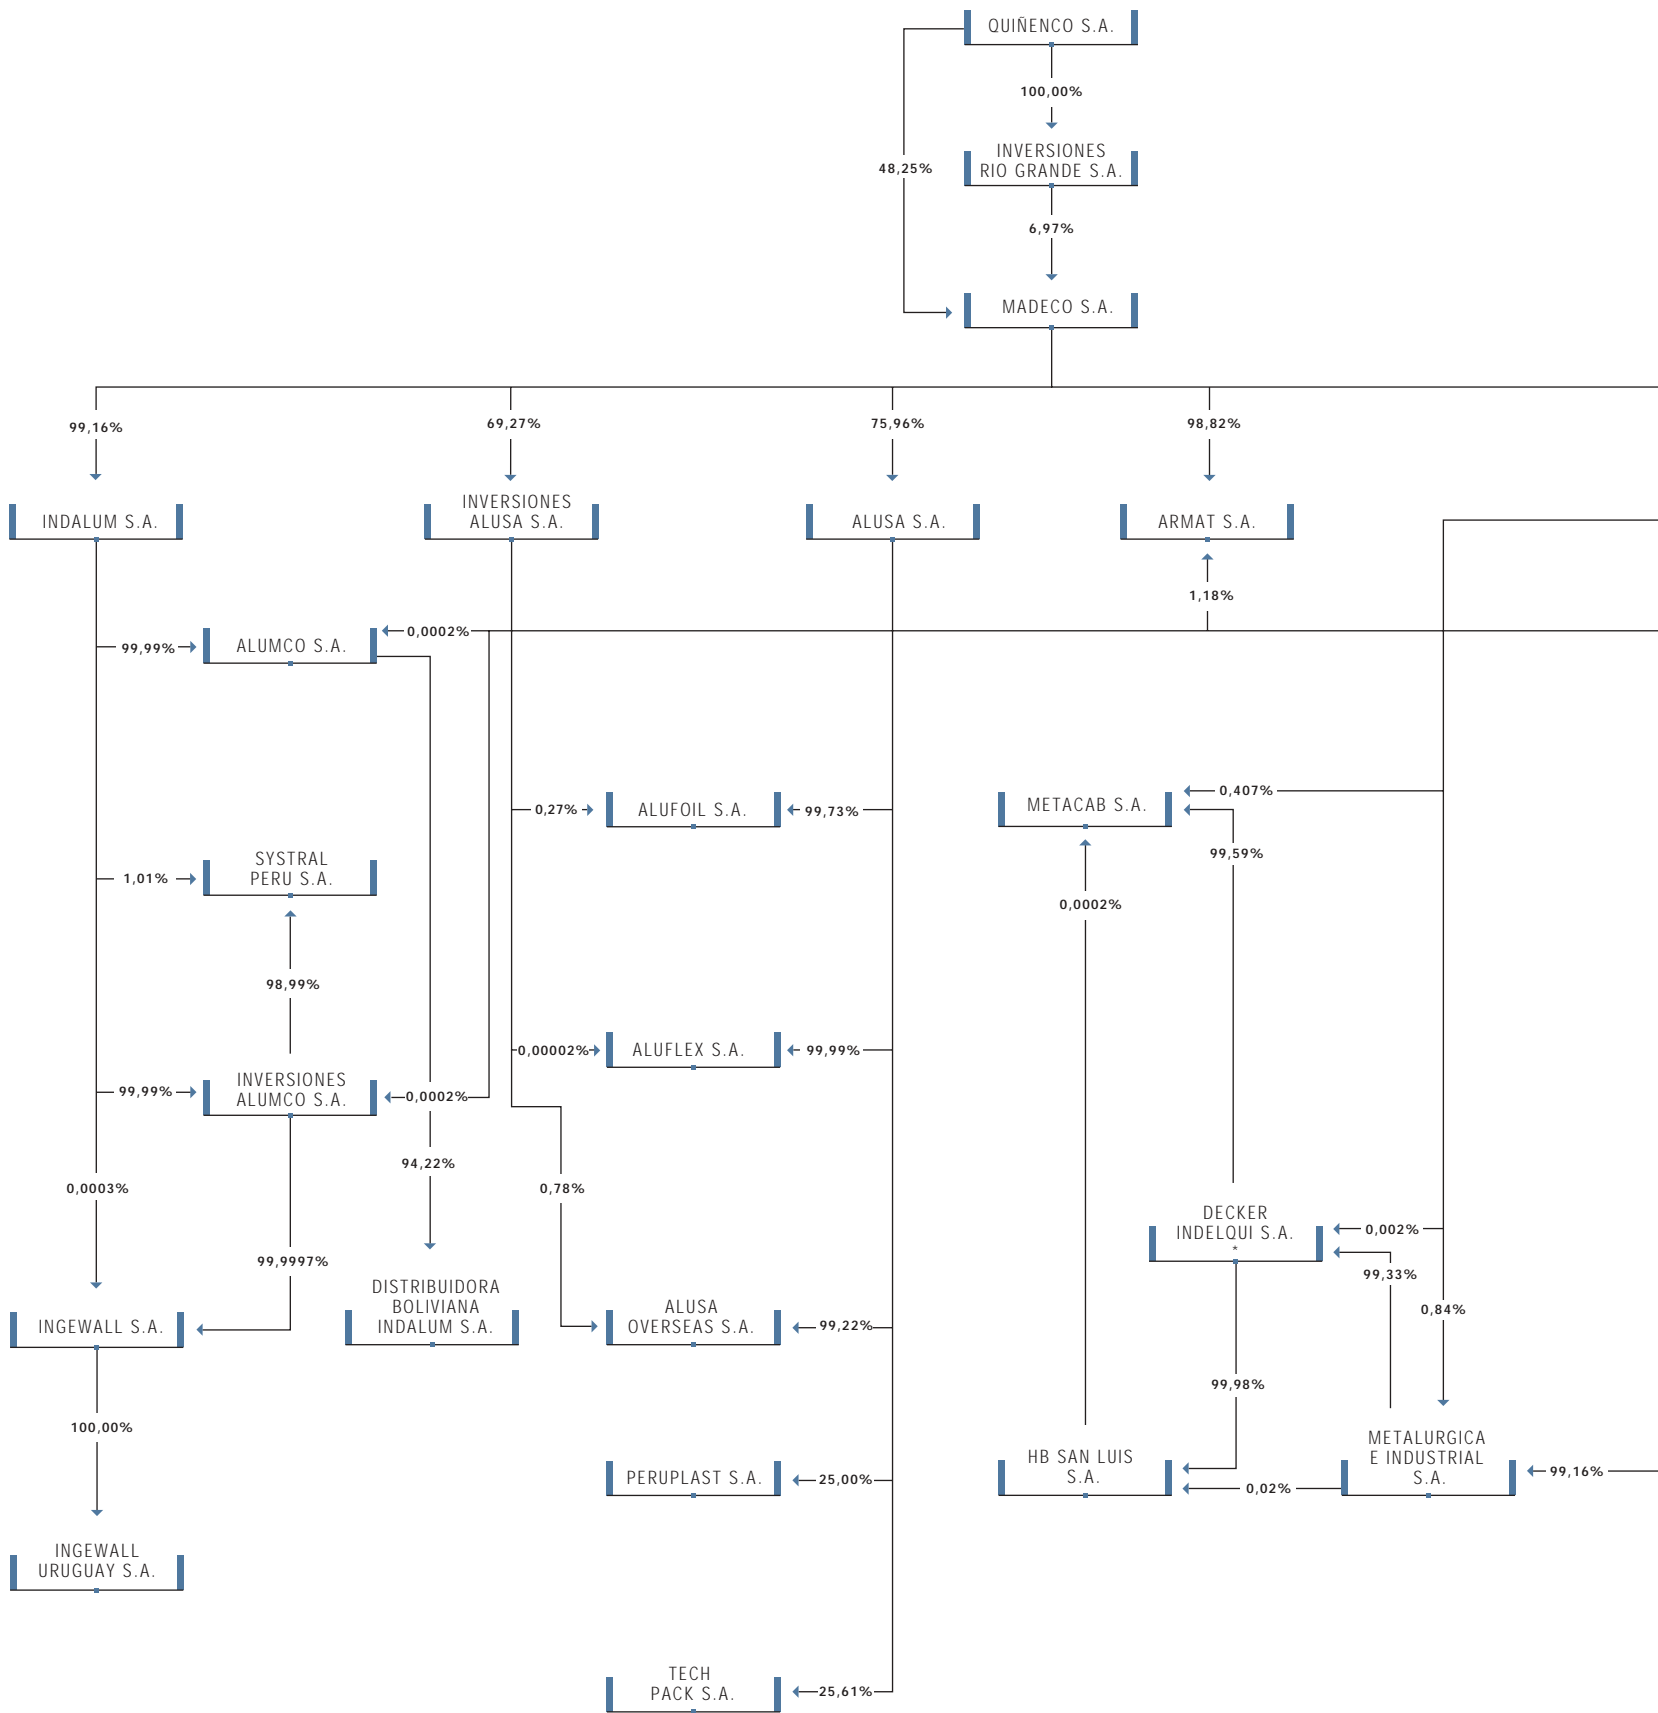 QUIÑENCO S.A.
100,00%
INVERSIONES
RIO GRANDE S.A.
48,25%
6,97%
MADECO S.A.
99,16%
69,27%
75,96%
98,82%
INDALUM S.A.
INVERSIONES
ALUSA S.A.
ALUSA S.A.
ARMAT S.A.
1,18%
0,0002%
99,99%
ALUMCO S.A.
0,27%
ALUFOIL S.A.
99,73%
METACAB S.A.
0,407%
99,59%
SYSTRAL
PERU S.A.
1,01%
0,0002%
98,99%
0,00002%
ALUFLEX S.A.
99,99%
99,99%
INVERSIONES
ALUMCO S.A.
0,0002%
94,22%
0,0003%
0,78%
DECKER
INDELQUI S.A.
*
0,002%
99,33%
99,9997%
DISTRIBUIDORA
BOLIVIANA
INDALUM S.A.
INGEWALL S.A.
ALUSA
OVERSEAS S.A.
99,22%
0,84%
99,98%
100,00%
PERUPLAST S.A.
25,00%
HB SAN LUIS
S.A.
0,02%
METALURGICA
E INDUSTRIAL
S.A.
99,16%
INGEWALL
URUGUAY S.A.
TECH
PACK S.A.
25,61%